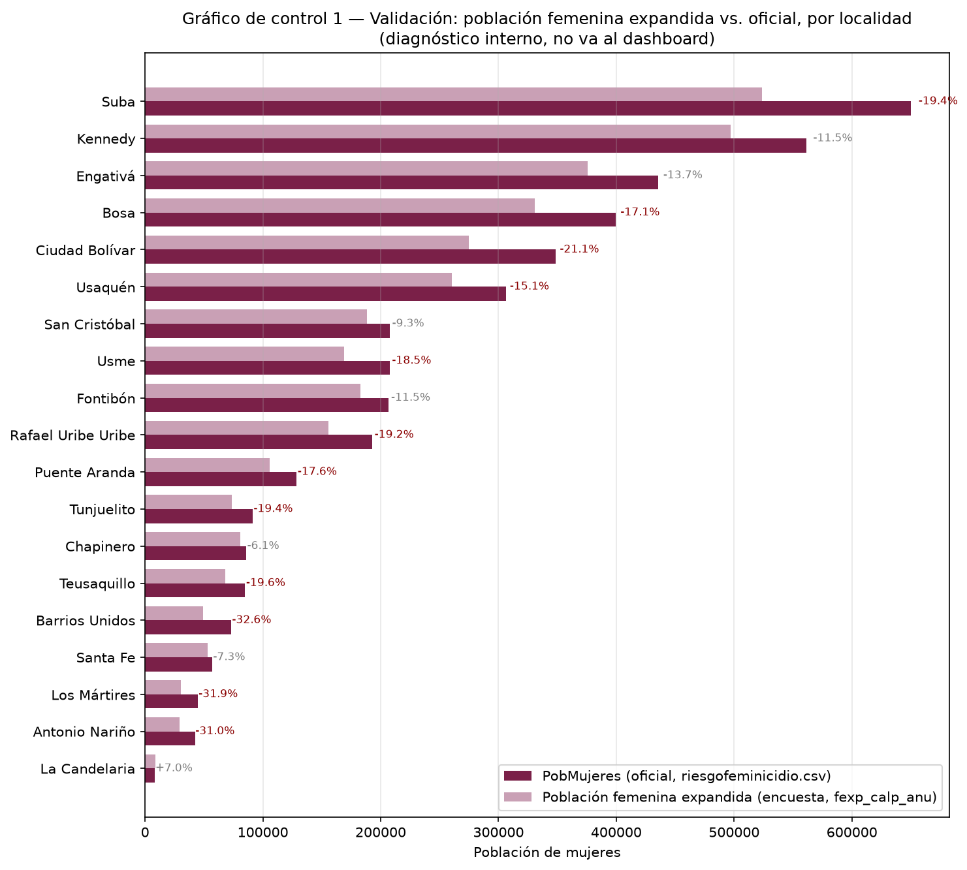 Gráfico de control 1 — Validación: población femenina expandida vs. oficial, por localidad
(diagnóstico interno, no va al dashboard)
Suba
-19.4%
Kennedy
-11.5%
Engativá
-13.7%
Bosa
-17.1%
Ciudad Bolívar
-21.1%
Usaquén
-15.1%
San Cristóbal
-9.3%
Usme
-18.5%
Fontibón
-11.5%
Rafael Uribe Uribe
-19.2%
Puente Aranda
-17.6%
Tunjuelito
-19.4%
Chapinero
-6.1%
Teusaquillo
-19.6%
Barrios Unidos
-32.6%
Santa Fe
-7.3%
Los Mártires
-31.9%
Antonio Nariño
-31.0%
La Candelaria
+7.0%
PobMujeres (oficial, riesgofeminicidio.csv)
Población femenina expandida (encuesta, fexp_calp_anu)
0 100000 200000 300000 400000 500000 600000
Población de mujeres